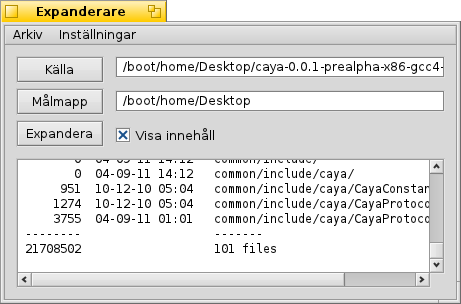 Expanderare
Arkiv Inställningar
Källa /boot/home/Desktop/caya-0.0.1-prealpha-x86-gcc4-
Målmapp /boot/home/Desktop
Expandera Visa innehåll
0 04-09-11 14:12 common/include/
0 04-09-11 14:12 common/include/caya/
951 10-12-10 05:04 common/include/caya/CayaConstan
1274 10-12-10 05:04 common/include/caya/CayaProtoco
3755 04-09-11 01:01 common/include/caya/CayaProtoco
-------- -------
21708502 101 files